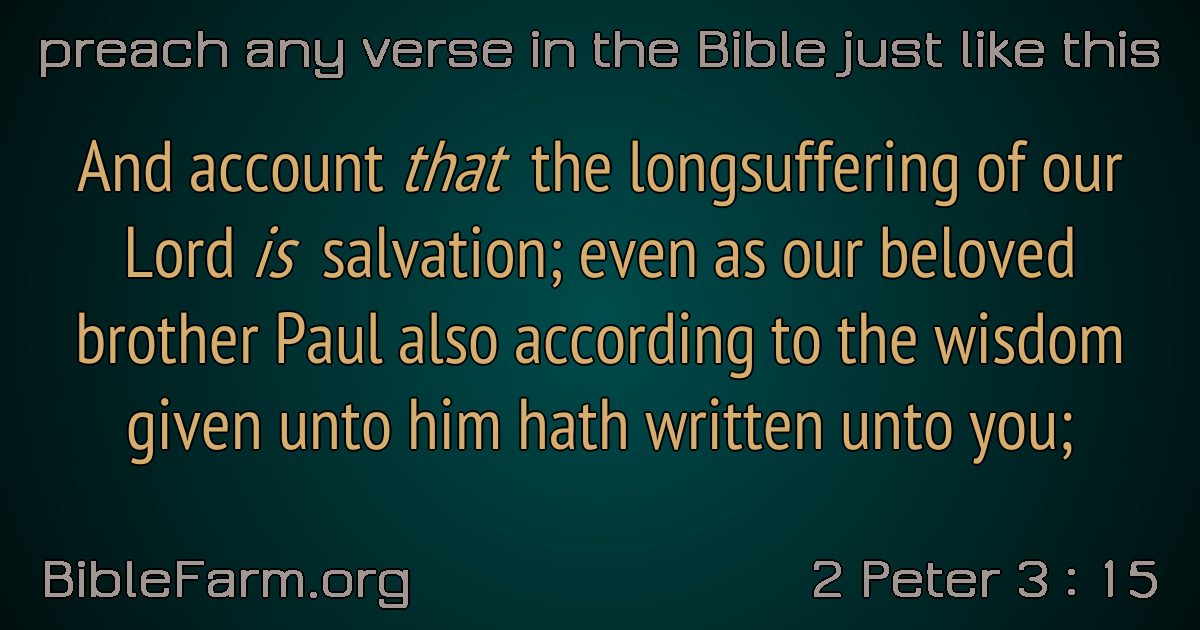 preach any verse in the Bible just like this
And account that the longsuffering of our
Lord is salvation; even as our beloved
brother Paul also according to the wisdom
given unto him hath written unto you;
BibleFarm.org
2 Peter 3 : 15